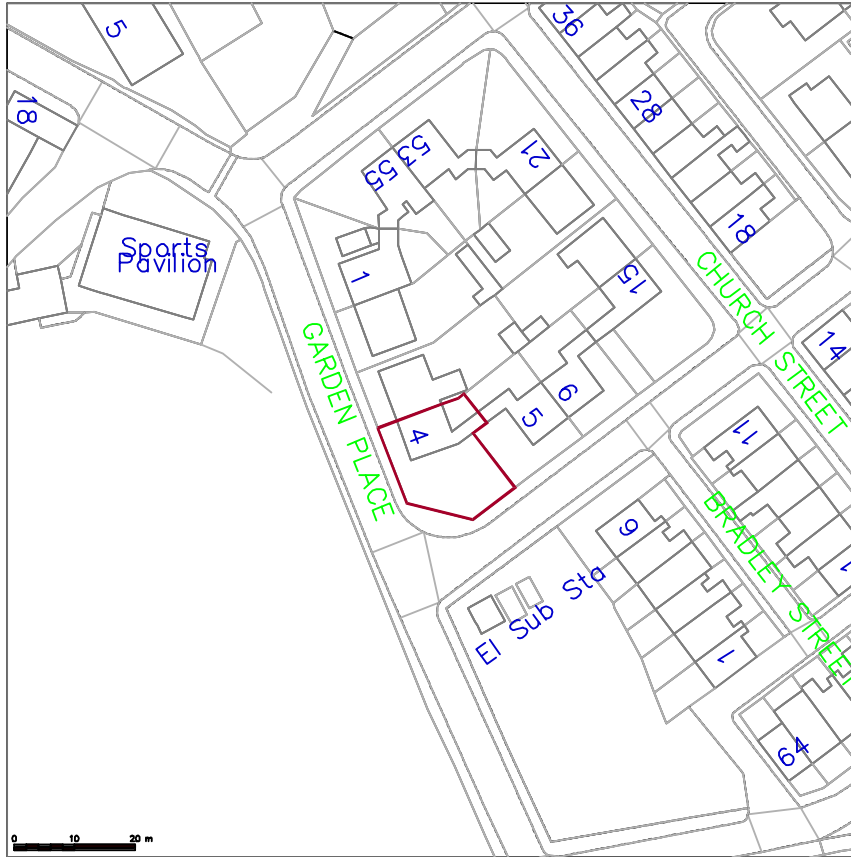 5
36
28
18
53
55
21
18
Sports
Pavilion
1
15
CHURCH STREET
14
GARDEN PLACE
4
5
6
11
BRADLEY STREET
9
1
El Sub Sta
1
64
0 10 20 m